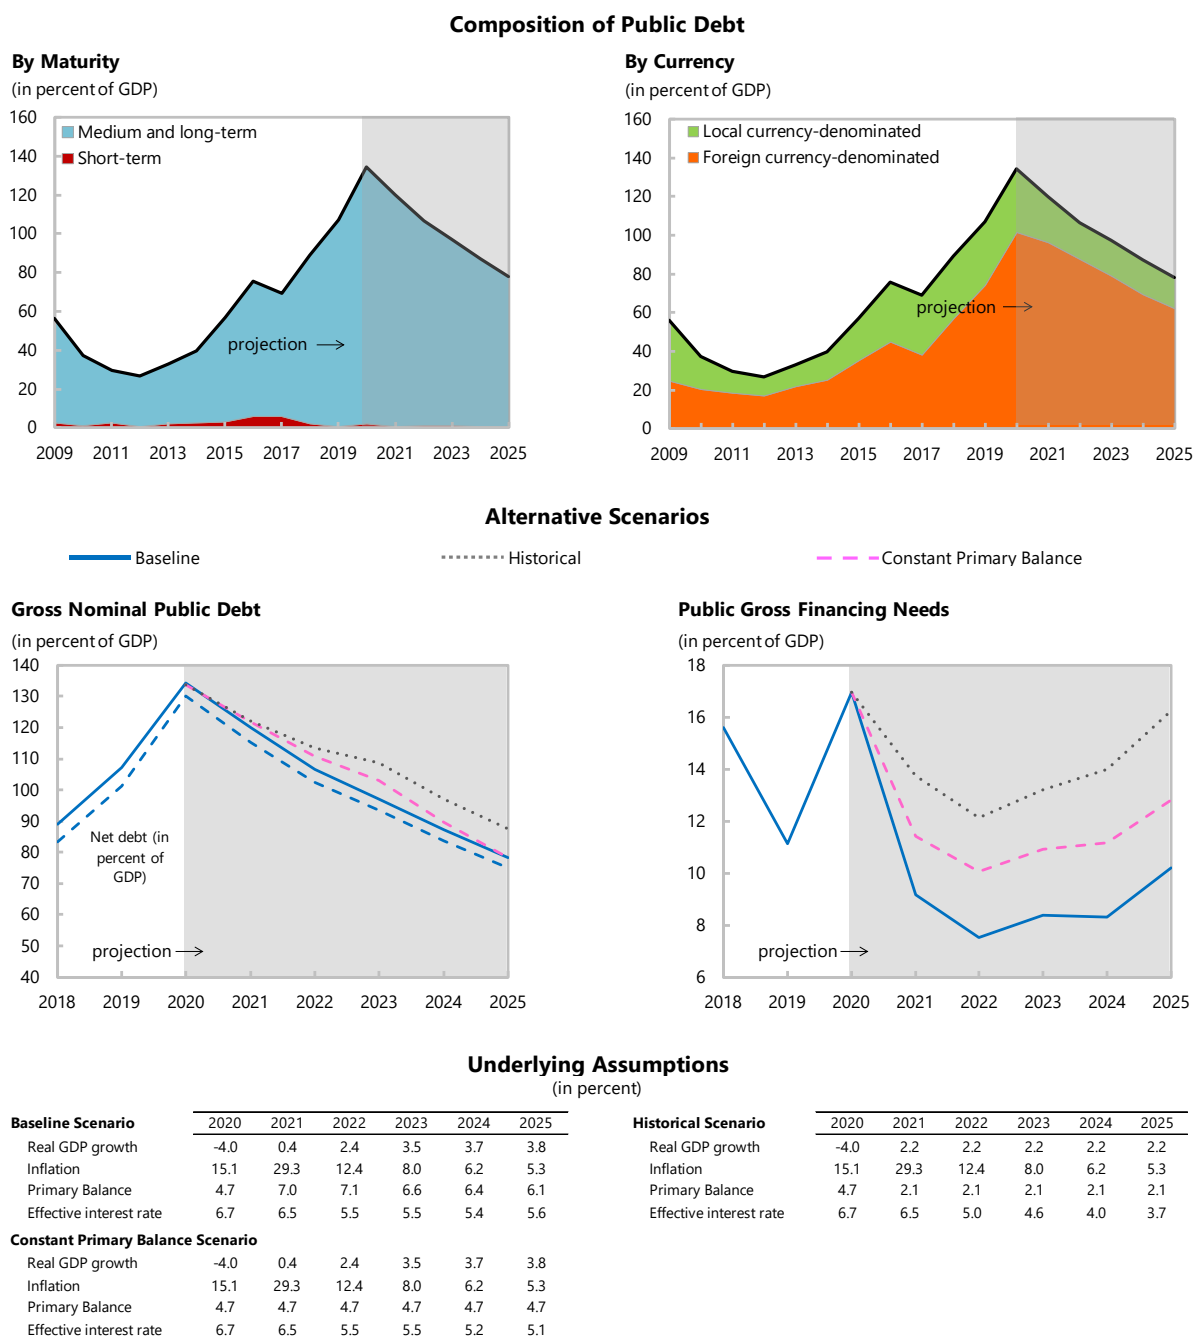 Composition of Public Debt
By Maturity
(in percent of GDP)
160
140
120
100
80
60
40
20
0
Medium and long-term
Short-term
projection
2009 2011 2013 2015 2017 2019 2021 2023 2025
By Currency
(in percent of GDP)
160
140
120
100
80
60
40
20
0
Local currency-denominated
Foreign currency-denominated
projection
2009 2011 2013 2015 2017 2019 2021 2023 2025
Alternative Scenarios
Baseline Historical Constant Primary Balance
Gross Nominal Public Debt
(in percent of GDP)
140
130
120
110
100
90
80
70
60
50
40
Net debt (in
percent of
GDP)
projection
2018 2019 2020 2021 2022 2023 2024 2025
Public Gross Financing Needs
(in percent of GDP)
18
16
14
12
10
8
6
projection
2018 2019 2020 2021 2022 2023 2024 2025
Underlying Assumptions
(in percent)
Baseline Scenario 2020 2021 2022 2023 2024 2025
Real GDP growth -4.0 0.4 2.4 3.5 3.7 3.8
Inflation 15.1 29.3 12.4 8.0 6.2 5.3
Primary Balance 4.7 7.0 7.1 6.6 6.4 6.1
Effective interest rate 6.7 6.5 5.5 5.5 5.4 5.6
Constant Primary Balance Scenario
Real GDP growth -4.0 0.4 2.4 3.5 3.7 3.8
Inflation 15.1 29.3 12.4 8.0 6.2 5.3
Primary Balance 4.7 4.7 4.7 4.7 4.7 4.7
Effective interest rate 6.7 6.5 5.5 5.5 5.2 5.1
Historical Scenario 2020 2021 2022 2023 2024 2025
Real GDP growth -4.0 2.2 2.2 2.2 2.2 2.2
Inflation 15.1 29.3 12.4 8.0 6.2 5.3
Primary Balance 4.7 2.1 2.1 2.1 2.1 2.1
Effective interest rate 6.7 6.5 5.0 4.6 4.0 3.7